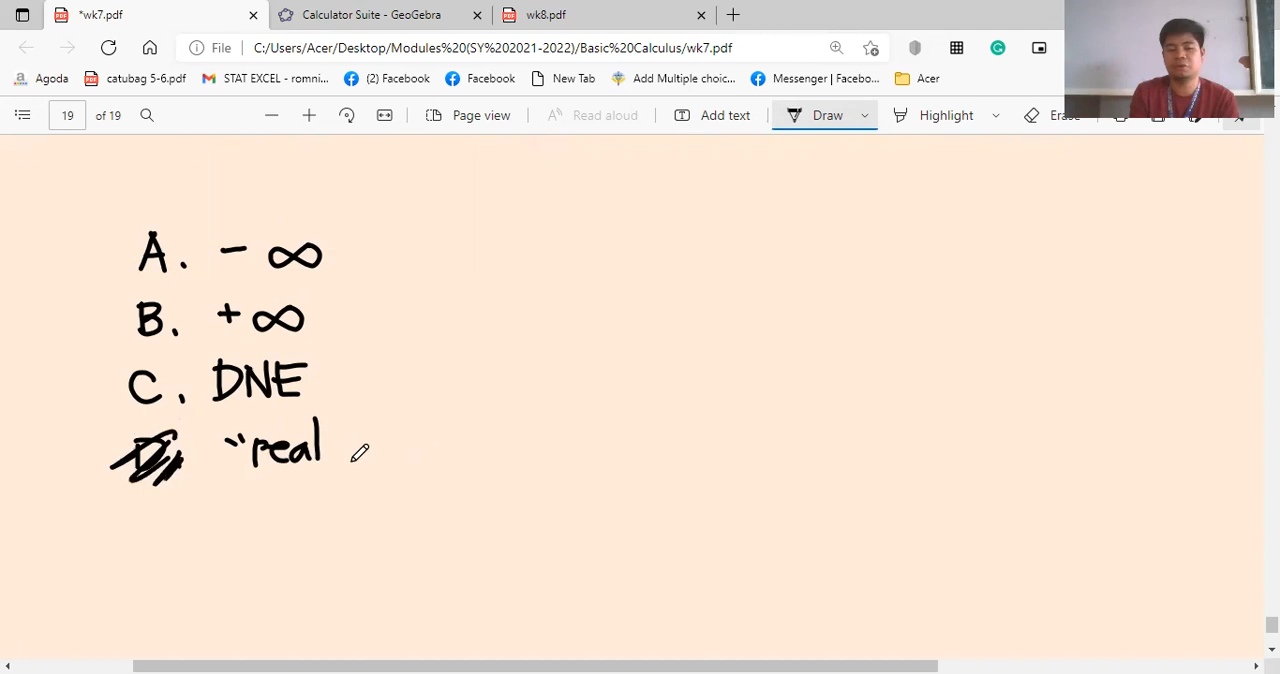 *wk7.pdf
Calculator Suite - GeoGebra
wk8.pdf
File
C:/Users/Acer/Desktop/Modules%20(SY%202021-2022)/Basic%20Calculus/wk7.pdf
Agoda
catubag 5-6.pdf
STAT EXCEL - romni...
(2) Facebook
Facebook
New Tab
Add Multiple choic...
Messenger | Facebo...
Acer
19 of 19
Page view
Read aloud
Add text
Draw
Highlight
A. - ∞
B. + ∞
C. DNE
"real